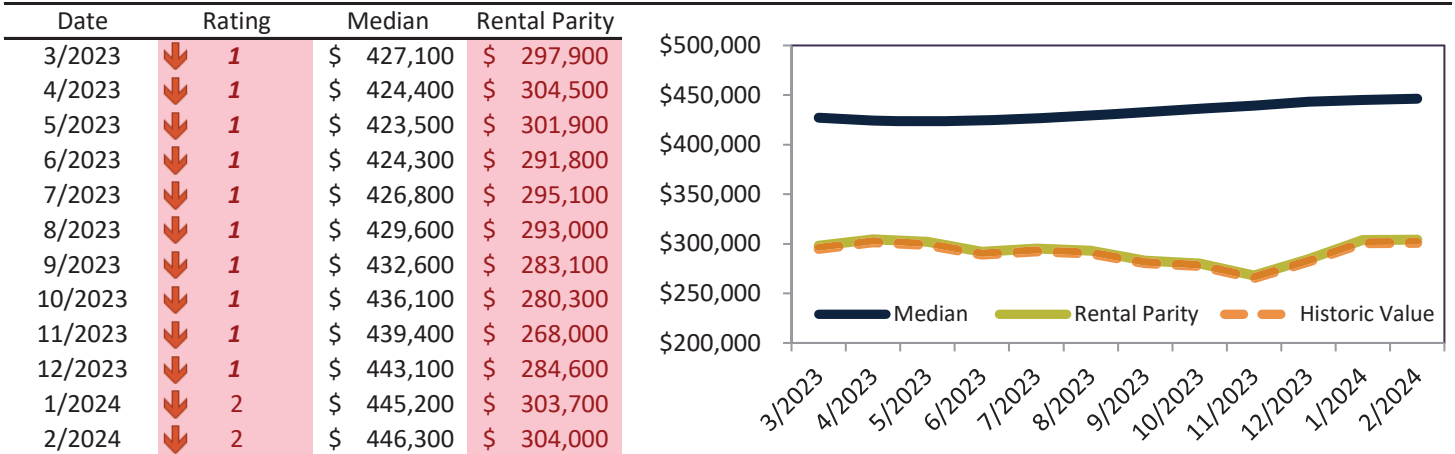 Date Rating Median Rental Parity
3/2023 1 $ 427,100 $ 297,900
4/2023 1 $ 424,400 $ 304,500
5/2023 1 $ 423,500 $ 301,900
6/2023 1 $ 424,300 $ 291,800
7/2023 1 $ 426,800 $ 295,100
8/2023 1 $ 429,600 $ 293,000
9/2023 1 $ 432,600 $ 283,100
10/2023 1 $ 436,100 $ 280,300
11/2023 1 $ 439,400 $ 268,000
12/2023 1 $ 443,100 $ 284,600
1/2024 2 $ 445,200 $ 303,700
2/2024 2 $ 446,300 $ 304,000
$500,000
$450,000
$400,000
$350,000
$300,000
$250,000
$200,000
Median Rental Parity Historic Value
3/2023 4/2023 5/2023 6/2023 7/2023 8/2023 9/2023 10/2023 11/2023 12/2023 1/2024 2/2024